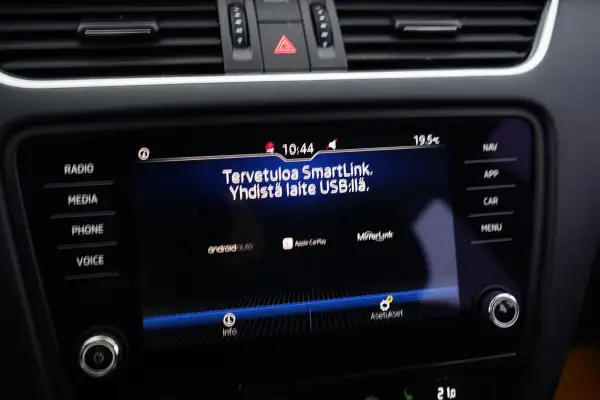 10:44
19.5°C
RADIO
MEDIA
PHONE
VOICE
Tervetuloa SmartLink.
Yhdistä laite USB:llä.
androidauto
Apple CarPlay
MirrorLink
Info
Asetukset
NAV
APP
CAR
MENU